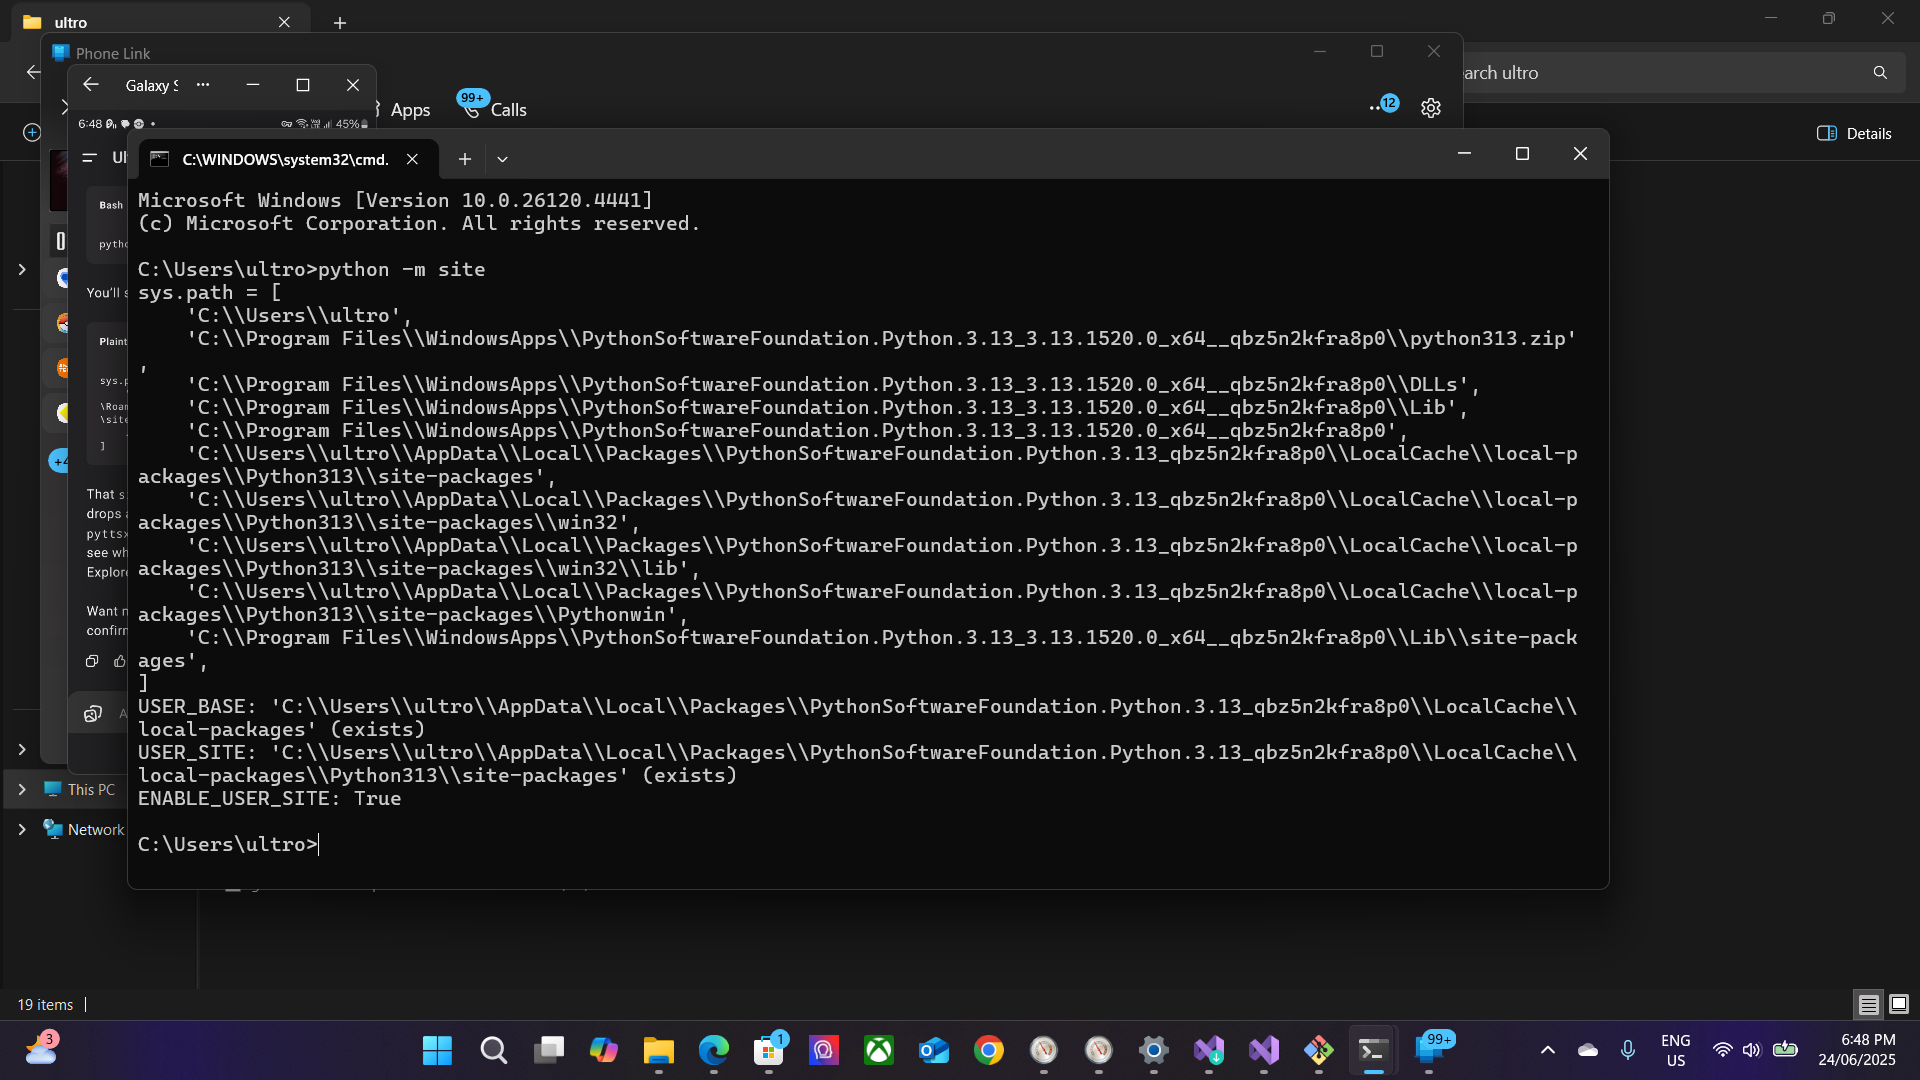 ultro
Phone Link
arch ultro
Galaxy S
Apps
99+
Calls
12
6:48
45%
Details
Ul
C:\WINDOWS\system32\cmd.
Microsoft Windows [Version 10.0.26120.4441]
(c) Microsoft Corporation. All rights reserved.
C:\Users\ultro>python -m site
sys.path = [
'C:\\Users\\ultro',
'C:\\Program Files\\WindowsApps\\PythonSoftwareFoundation.Python.3.13_3.13.1520.0_x64__qbz5n2kfra8p0\\python313.zip'
,
'C:\\Program Files\\WindowsApps\\PythonSoftwareFoundation.Python.3.13_3.13.1520.0_x64__qbz5n2kfra8p0\\DLLs',
'C:\\Program Files\\WindowsApps\\PythonSoftwareFoundation.Python.3.13_3.13.1520.0_x64__qbz5n2kfra8p0\\Lib',
'C:\\Program Files\\WindowsApps\\PythonSoftwareFoundation.Python.3.13_3.13.1520.0_x64__qbz5n2kfra8p0',
'C:\\Users\\ultro\\AppData\\Local\\Packages\\PythonSoftwareFoundation.Python.3.13_qbz5n2kfra8p0\\LocalCache\\local-p
ackages\\Python313\\site-packages',
'C:\\Users\\ultro\\AppData\\Local\\Packages\\PythonSoftwareFoundation.Python.3.13_qbz5n2kfra8p0\\LocalCache\\local-p
ackages\\Python313\\site-packages\\win32',
'C:\\Users\\ultro\\AppData\\Local\\Packages\\PythonSoftwareFoundation.Python.3.13_qbz5n2kfra8p0\\LocalCache\\local-p
ackages\\Python313\\site-packages\\win32\\lib',
'C:\\Users\\ultro\\AppData\\Local\\Packages\\PythonSoftwareFoundation.Python.3.13_qbz5n2kfra8p0\\LocalCache\\local-p
ackages\\Python313\\site-packages\\Pythonwin',
'C:\\Program Files\\WindowsApps\\PythonSoftwareFoundation.Python.3.13_3.13.1520.0_x64__qbz5n2kfra8p0\\Lib\\site-pack
ages',
]
USER_BASE: 'C:\\Users\\ultro\\AppData\\Local\\Packages\\PythonSoftwareFoundation.Python.3.13_qbz5n2kfra8p0\\LocalCache\\
local-packages' (exists)
USER_SITE: 'C:\\Users\\ultro\\AppData\\Local\\Packages\\PythonSoftwareFoundation.Python.3.13_qbz5n2kfra8p0\\LocalCache\\
local-packages\\Python313\\site-packages' (exists)
ENABLE_USER_SITE: True
C:\Users\ultro>
Bash
pytho
You'll s
Plaint
sys.p
\Roam
\site
]
That s
drops a
pyttsx
see wh
Explore
Want m
confirm
This PC
Network
19 items
3
1
99+
ENG
US
6:48 PM
24/06/2025